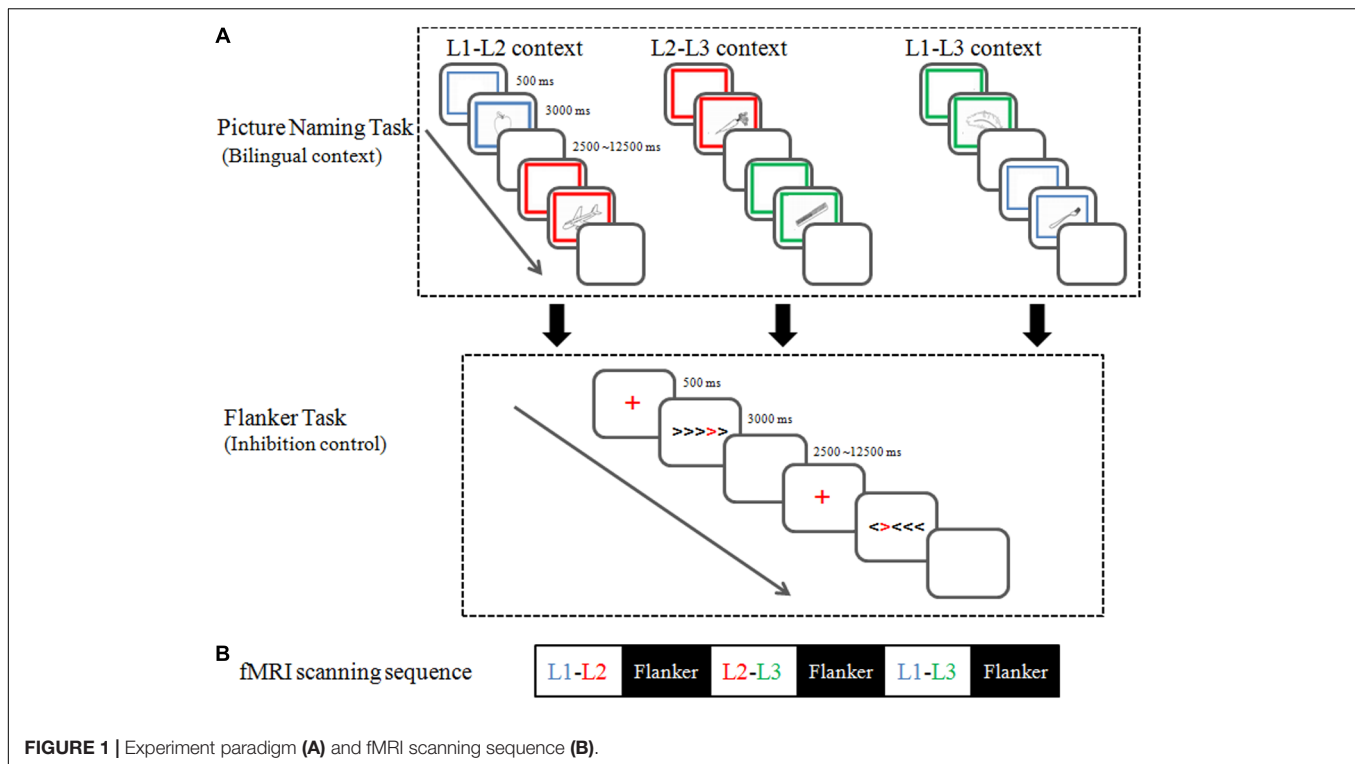 A
L1-L2 context
L2-L3 context
L1-L3 context
500 ms
3000 ms
2500~12500 ms
Picture Naming Task
(Bilingual context)
500 ms
>>>>>
3000 ms
2500~12500 ms
<><<<
Flanker Task
(Inhibition control)
B
fMRI scanning sequence
L1-L2 Flanker L2-L3 Flanker L1-L3 Flanker
FIGURE 1 | Experiment paradigm (A) and fMRI scanning sequence (B).